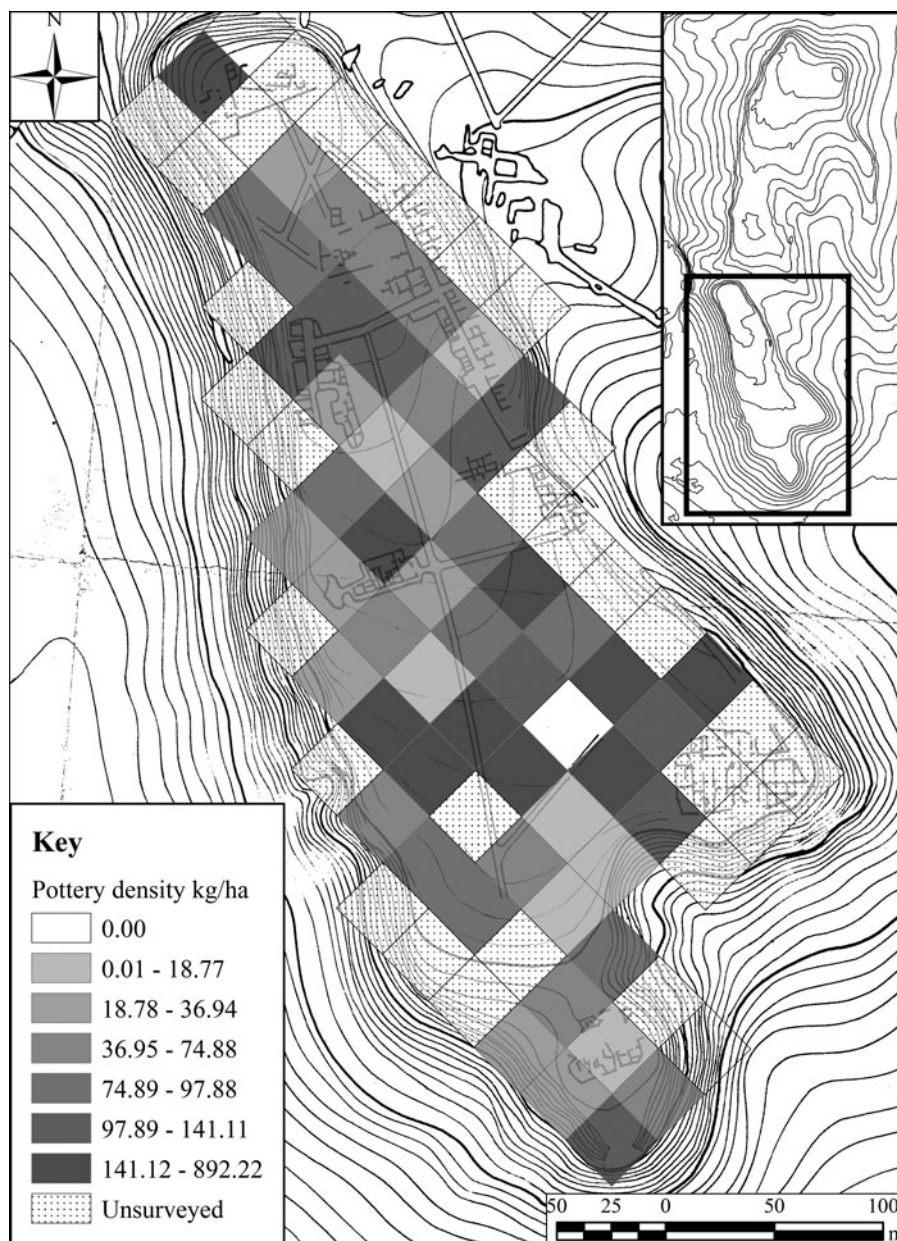 N
Key
Pottery density kg/ha
0.00
0.01 - 18.77
18.78 - 36.94
36.95 - 74.88
74.89 - 97.88
97.89 - 141.11
141.12 - 892.22
Unsurveyed
50 25 0 50 100
m